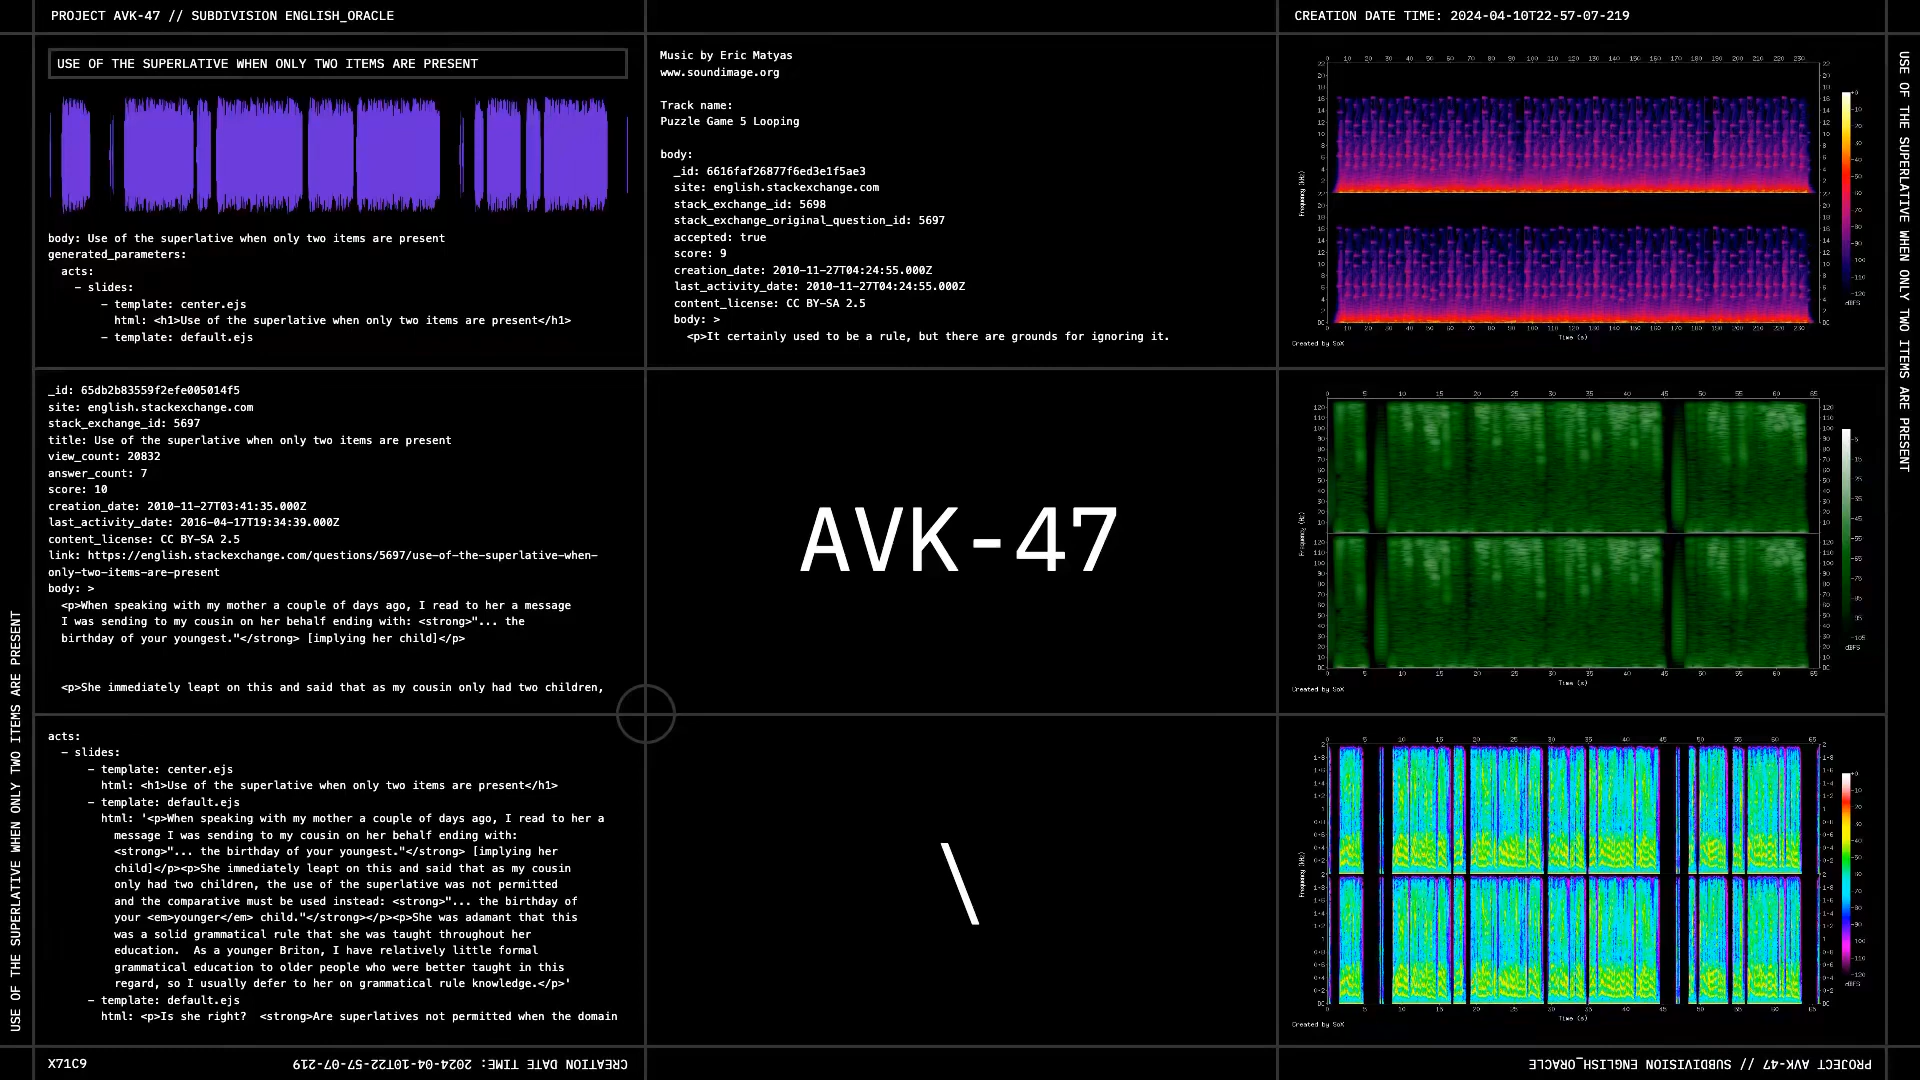 PROJECT AVK-47 // SUBDIVISION ENGLISH_ORACLE
CREATION DATE TIME: 2024-04-10T22-57-07-219
USE OF THE SUPERLATIVE WHEN ONLY TWO ITEMS ARE PRESENT
body: Use of the superlative when only two items are present
generated_parameters:
acts:
– slides:
– template: center.ejs
html: <h1>Use of the superlative when only two items are present</h1>
– template: default.ejs
Music by Eric Matyas
www.soundimage.org
Track name:
Puzzle Game 5 Looping
body:
_id: 6616faf26877f6ed3e1f5ae3
site: english.stackexchange.com
stack_exchange_id: 5698
stack_exchange_original_question_id: 5697
accepted: true
score: 9
creation_date: 2010-11-27T04:24:55.000Z
last_activity_date: 2010-11-27T04:24:55.000Z
content_license: CC BY-SA 2.5
body: >
<p>It certainly used to be a rule, but there are grounds for ignoring it.
Frequency (kHz)
Time (s)
dBFS
Created by SoX
USE OF THE SUPERLATIVE WHEN ONLY TWO ITEMS ARE PRESENT
_id: 65db2b83559f2efe005014f5
site: english.stackexchange.com
stack_exchange_id: 5697
title: Use of the superlative when only two items are present
view_count: 20832
answer_count: 7
score: 10
creation_date: 2010-11-27T03:41:35.000Z
last_activity_date: 2016-04-17T19:34:39.000Z
content_license: CC BY-SA 2.5
link: https://english.stackexchange.com/questions/5697/use-of-the-superlative-when-
only-two-items-are-present
body: >
<p>When speaking with my mother a couple of days ago, I read to her a message
I was sending to my cousin on her behalf ending with: <strong>"... the
birthday of your youngest."</strong> [implying her child]</p>
<p>She immediately leapt on this and said that as my cousin only had two children,
AVK-47
Frequency (Hz)
Time (s)
dBFS
Created by SoX
USE OF THE SUPERLATIVE WHEN ONLY TWO ITEMS ARE PRESENT
acts:
– slides:
– template: center.ejs
html: <h1>Use of the superlative when only two items are present</h1>
– template: default.ejs
html: '<p>When speaking with my mother a couple of days ago, I read to her a
message I was sending to my cousin on her behalf ending with:
<strong>"... the birthday of your youngest."</strong> [implying her
child]</p><p>She immediately leapt on this and said that as my cousin
only had two children, the use of the superlative was not permitted
and the comparative must be used instead: <strong>"... the birthday of
your <em>younger</em> child."</strong></p><p>She was adamant that this
was a solid grammatical rule that she was taught throughout her
education.  As a younger Briton, I have relatively little formal
grammatical education to older people who were better taught in this
regard, so I usually defer to her on grammatical rule knowledge.</p>'
– template: default.ejs
html: <p>Is she right?  <strong>Are superlatives not permitted when the domain
\
Frequency (kHz)
Time (s)
dBFS
Created by SoX
X71C9
CREATION DATE TIME: 2024-04-10T22-57-07-219
PROJECT AVK-47 // SUBDIVISION ENGLISH_ORACLE